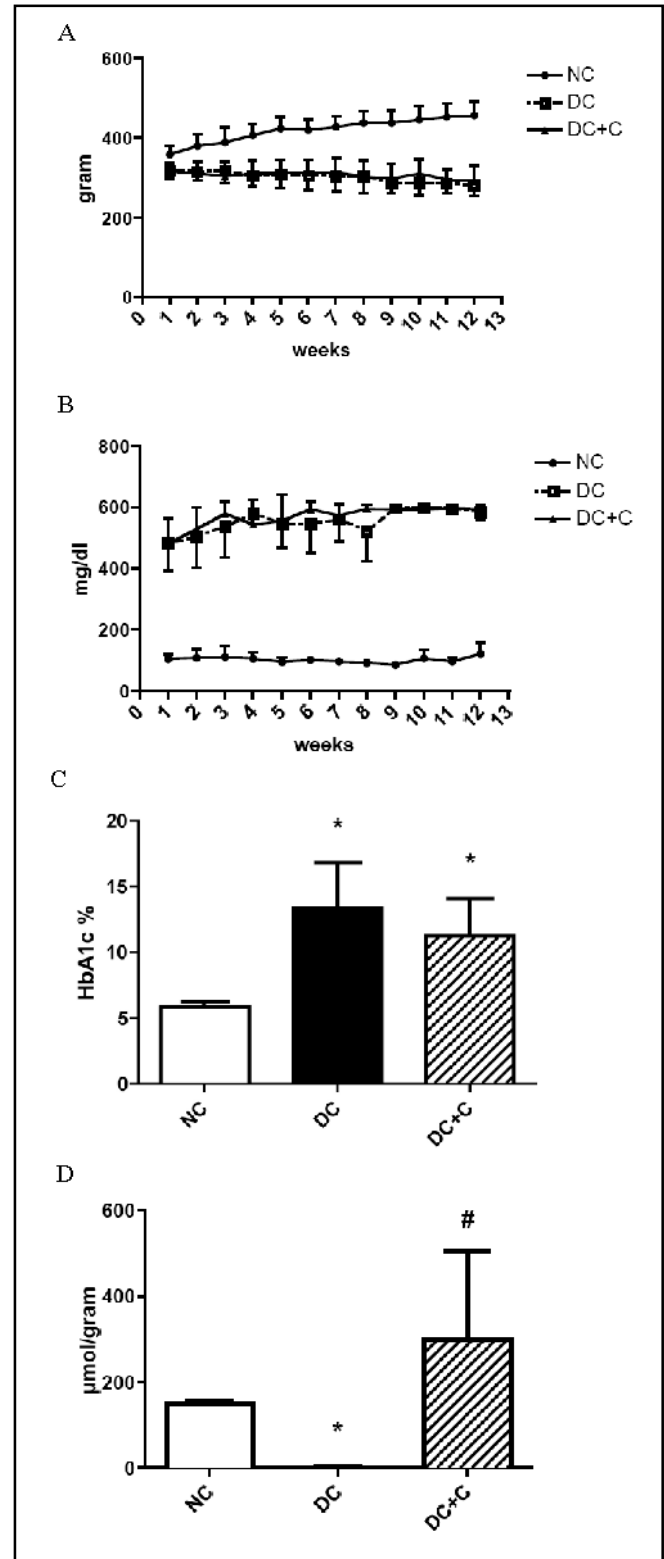 A
600
400
200
0
gram
0 1 2 3 4 5 6 7 8 9 10 11 12 13
weeks
NC
DC
DC+C
B
800
600
400
200
0
mg/dl
0 1 2 3 4 5 6 7 8 9 10 11 12 13
weeks
NC
DC
DC+C
C
20
15
10
5
0
HbA1c %
* *
NC DC DC+C
D
600
400
200
0
µmol/gram
* #
NC DC DC+C